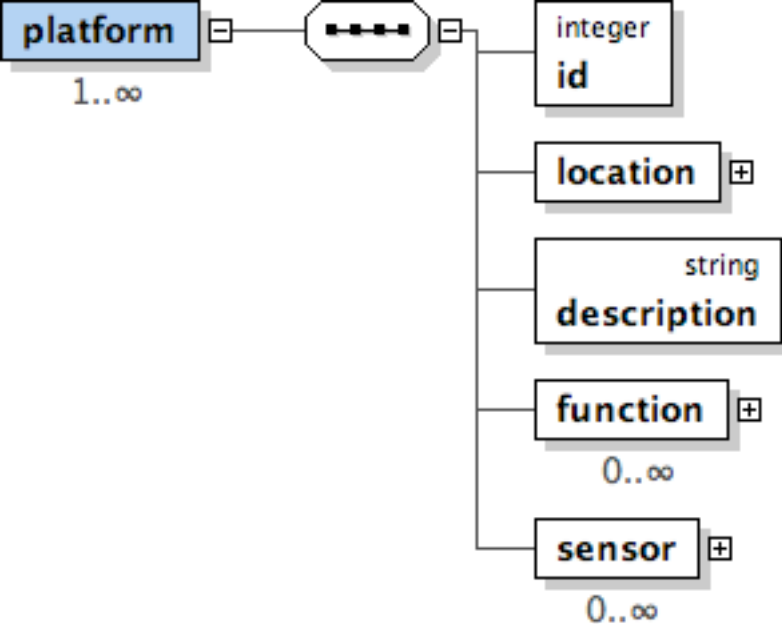 platform
1..∞
integer
id
location
string
description
function
0..∞
sensor
0..∞